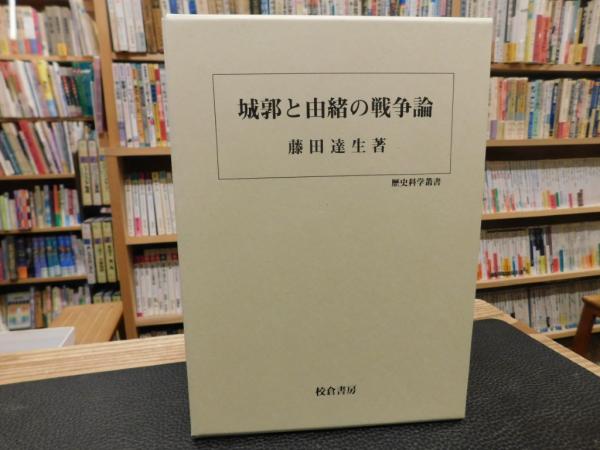 城郭と由緒の戦争論
藤田達生著
歴史科学叢書
校倉書房